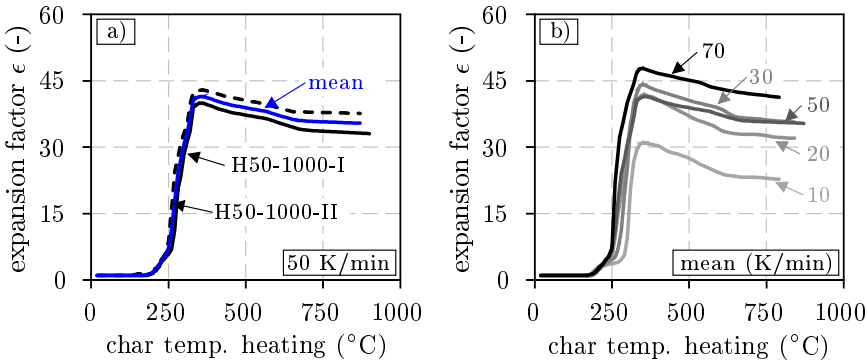 60
45
30
15
0
expansion factor ϵ (-)
a)
mean
H50-1000-I
H50-1000-II
50 K/min
0 250 500 750 1000
char temp. heating (°C)
60
45
30
15
0
expansion factor ϵ (-)
b)
70
30
50
20
10
mean (K/min)
0 250 500 750 1000
char temp. heating (°C)